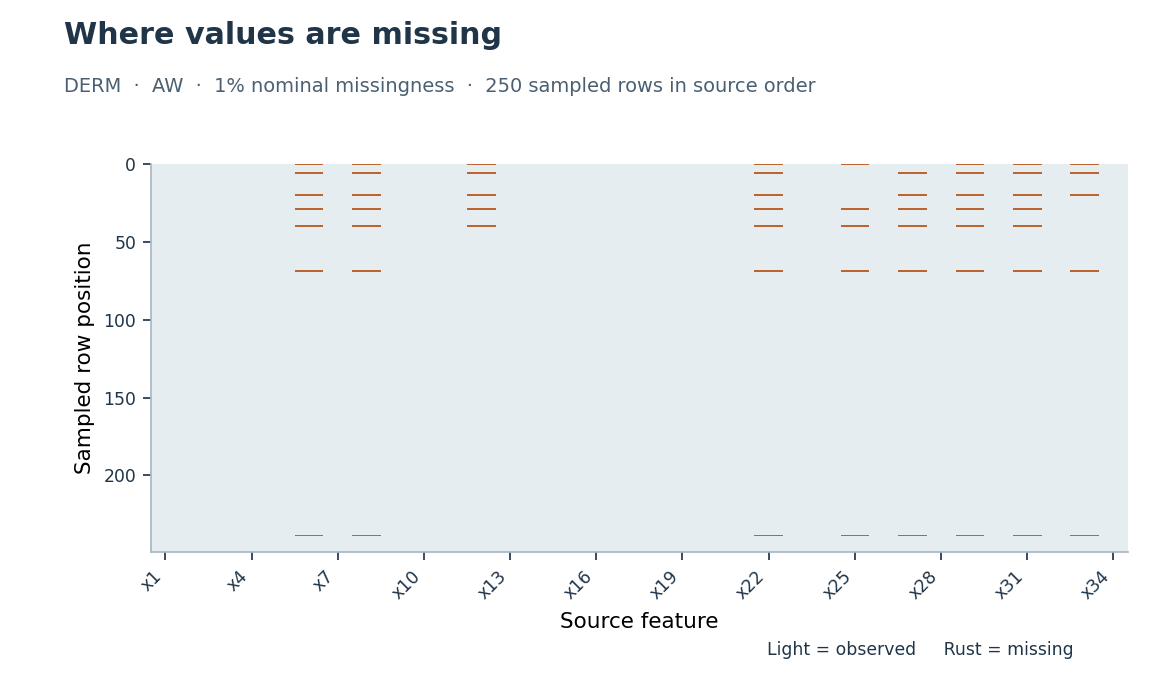 Where values are missing
DERM · AW · 1% nominal missingness · 250 sampled rows in source order
Sampled row position
0
50
100
150
200
x1 x4 x7 x10 x13 x16 x19 x22 x25 x28 x31 x34
Source feature
Light = observed Rust = missing